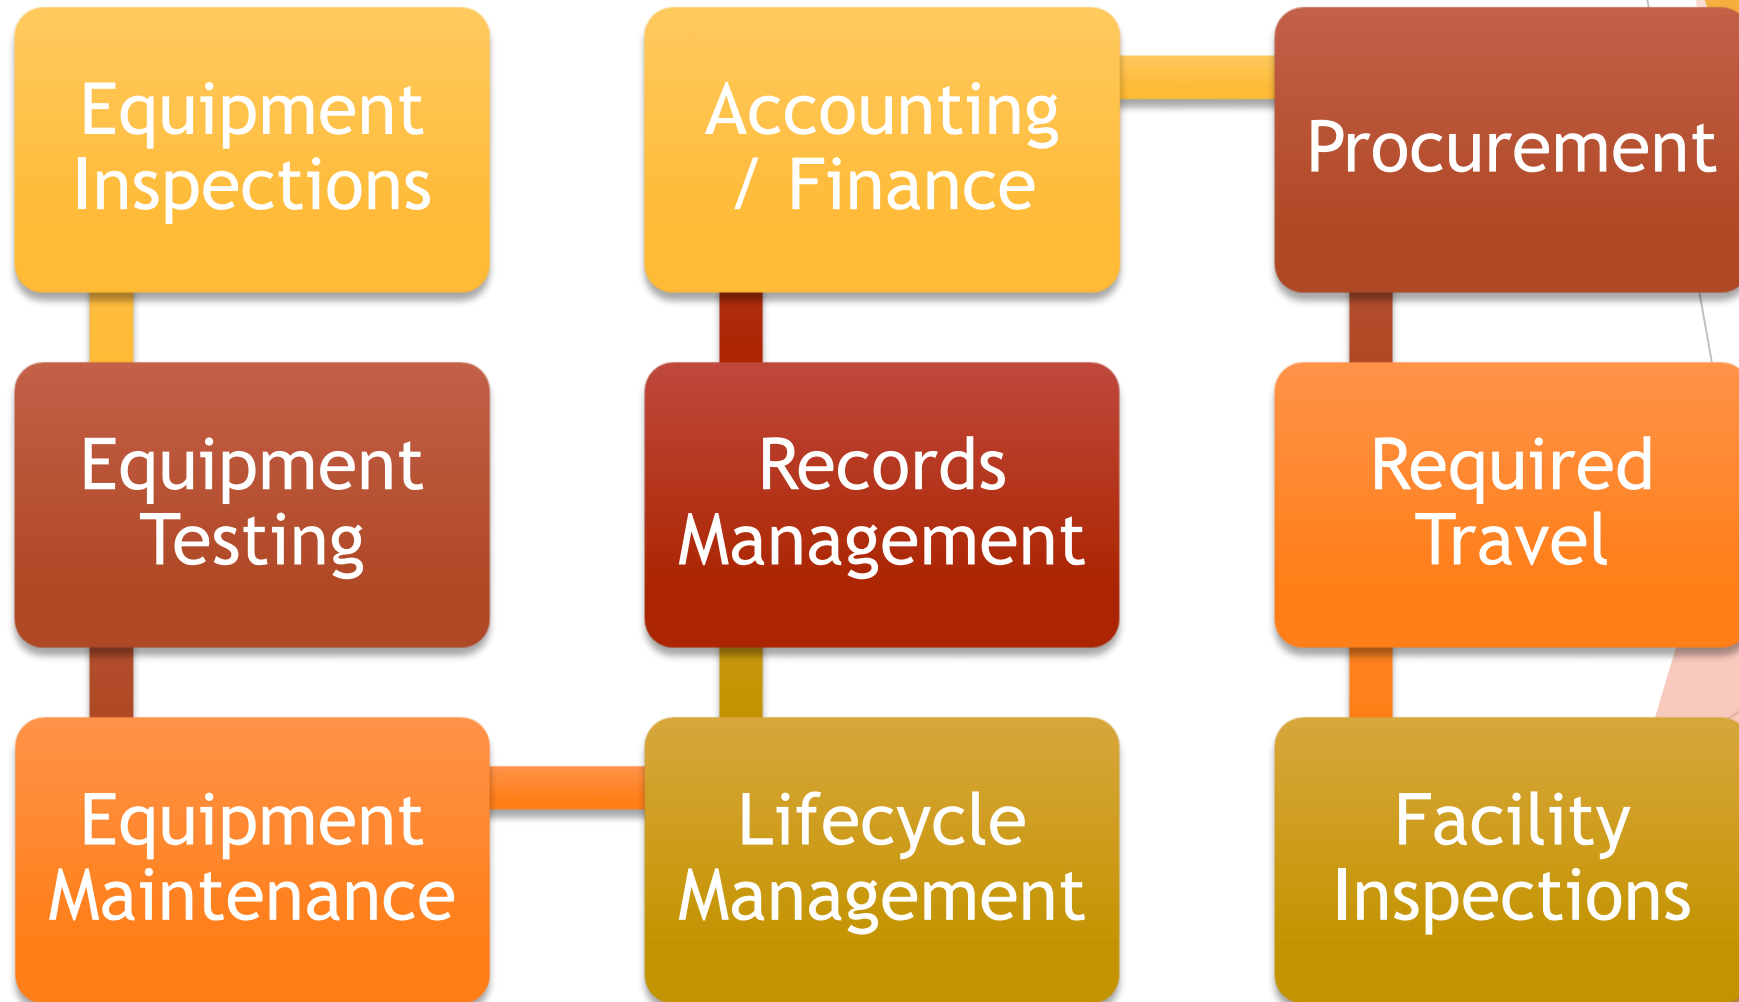 Equipment
Inspections
Equipment
Testing
Equipment
Maintenance
Lifecycle
Management
Records
Management
Accounting
/ Finance
Procurement
Required
Travel
Facility
Inspections